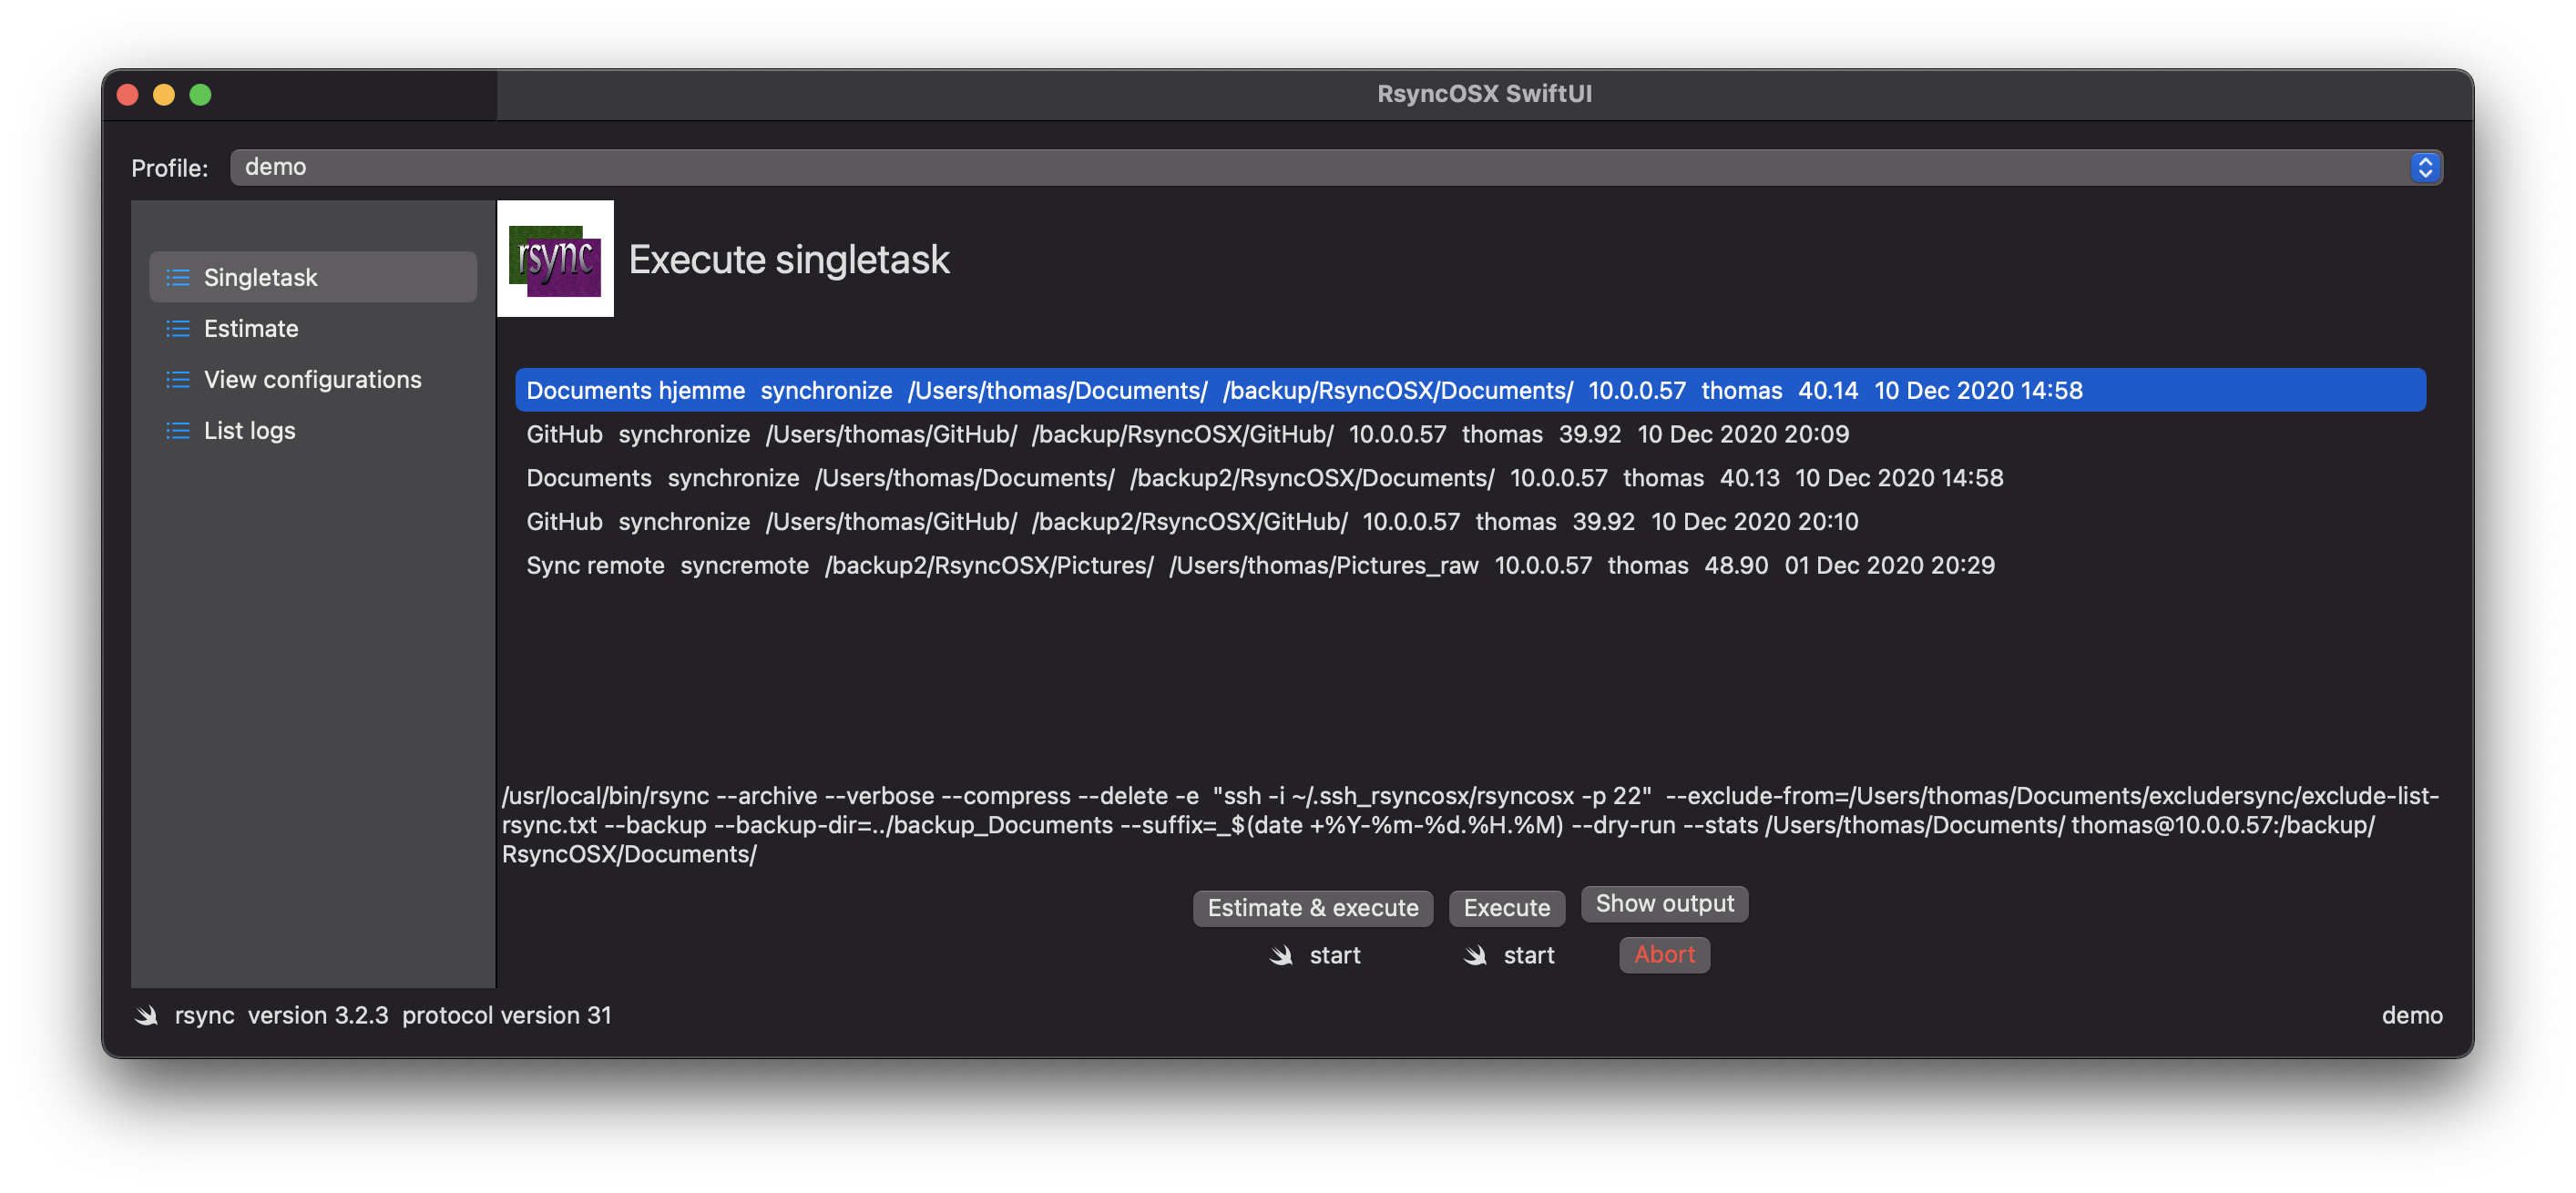 RsyncOSX SwiftUI
Profile: demo
rsync Execute singletask
Singletask
Estimate
View configurations
List logs
Documents hjemme synchronize /Users/thomas/Documents/ /backup/RsyncOSX/Documents/ 10.0.0.57 thomas 40.14 10 Dec 2020 14:58
GitHub synchronize /Users/thomas/GitHub/ /backup/RsyncOSX/GitHub/ 10.0.0.57 thomas 39.92 10 Dec 2020 20:09
Documents synchronize /Users/thomas/Documents/ /backup2/RsyncOSX/Documents/ 10.0.0.57 thomas 40.13 10 Dec 2020 14:58
GitHub synchronize /Users/thomas/GitHub/ /backup2/RsyncOSX/GitHub/ 10.0.0.57 thomas 39.92 10 Dec 2020 20:10
Sync remote syncremote /backup2/RsyncOSX/Pictures/ /Users/thomas/Pictures_raw 10.0.0.57 thomas 48.90 01 Dec 2020 20:29
/usr/local/bin/rsync --archive --verbose --compress --delete -e "ssh -i ~/.ssh_rsyncosx/rsyncosx -p 22" --exclude-from=/Users/thomas/Documents/excludersync/exclude-list-
rsync.txt --backup --backup-dir=../backup_Documents --suffix=_$(date +%Y-%m-%d.%H.%M) --dry-run --stats /Users/thomas/Documents/ thomas@10.0.0.57:/backup/
RsyncOSX/Documents/
Estimate & execute Execute Show output
start start Abort
rsync version 3.2.3 protocol version 31 demo